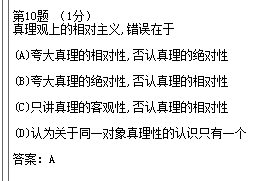 第10题 （1分）
真理观上的相对主义,错误在于
(A)夸大真理的相对性,否认真理的绝对性
(B)夸大真理的绝对性,否认真理的相对性
(C)只讲真理的客观性,否认真理的相对性
(D)认为关于同一对象真理性的认识只有一个
答案: A